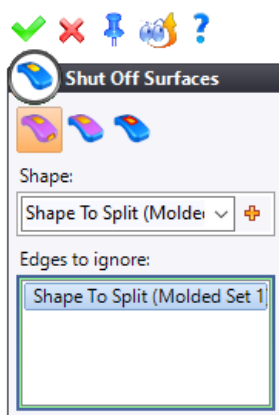 ?
Shut Off Surfaces
Shape:
Shape To Split (Molde
Edges to ignore:
Shape To Split (Molded Set 1